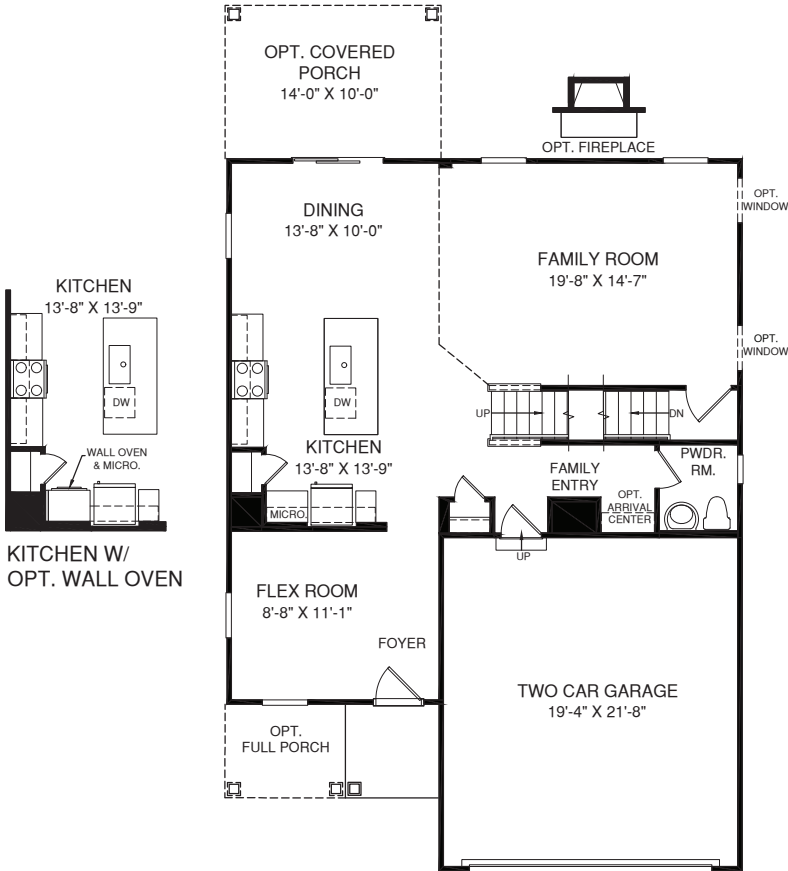 OPT. COVERED
PORCH
14'-0" X 10'-0"
OPT. FIREPLACE
DINING
13'-8" X 10'-0"
OPT.
WINDOW
FAMILY ROOM
19'-8" X 14'-7"
KITCHEN
13'-8" X 13'-9"
OPT.
WINDOW
DW
DW
UP
DN
WALL OVEN
& MICRO.
KITCHEN
13'-8" X 13'-9"
FAMILY
ENTRY
PWDR.
RM.
MICRO.
OPT.
ARRIVAL
CENTER
UP
KITCHEN W/
OPT. WALL OVEN
FLEX ROOM
8'-8" X 11'-1"
FOYER
TWO CAR GARAGE
19'-4" X 21'-8"
OPT.
FULL PORCH